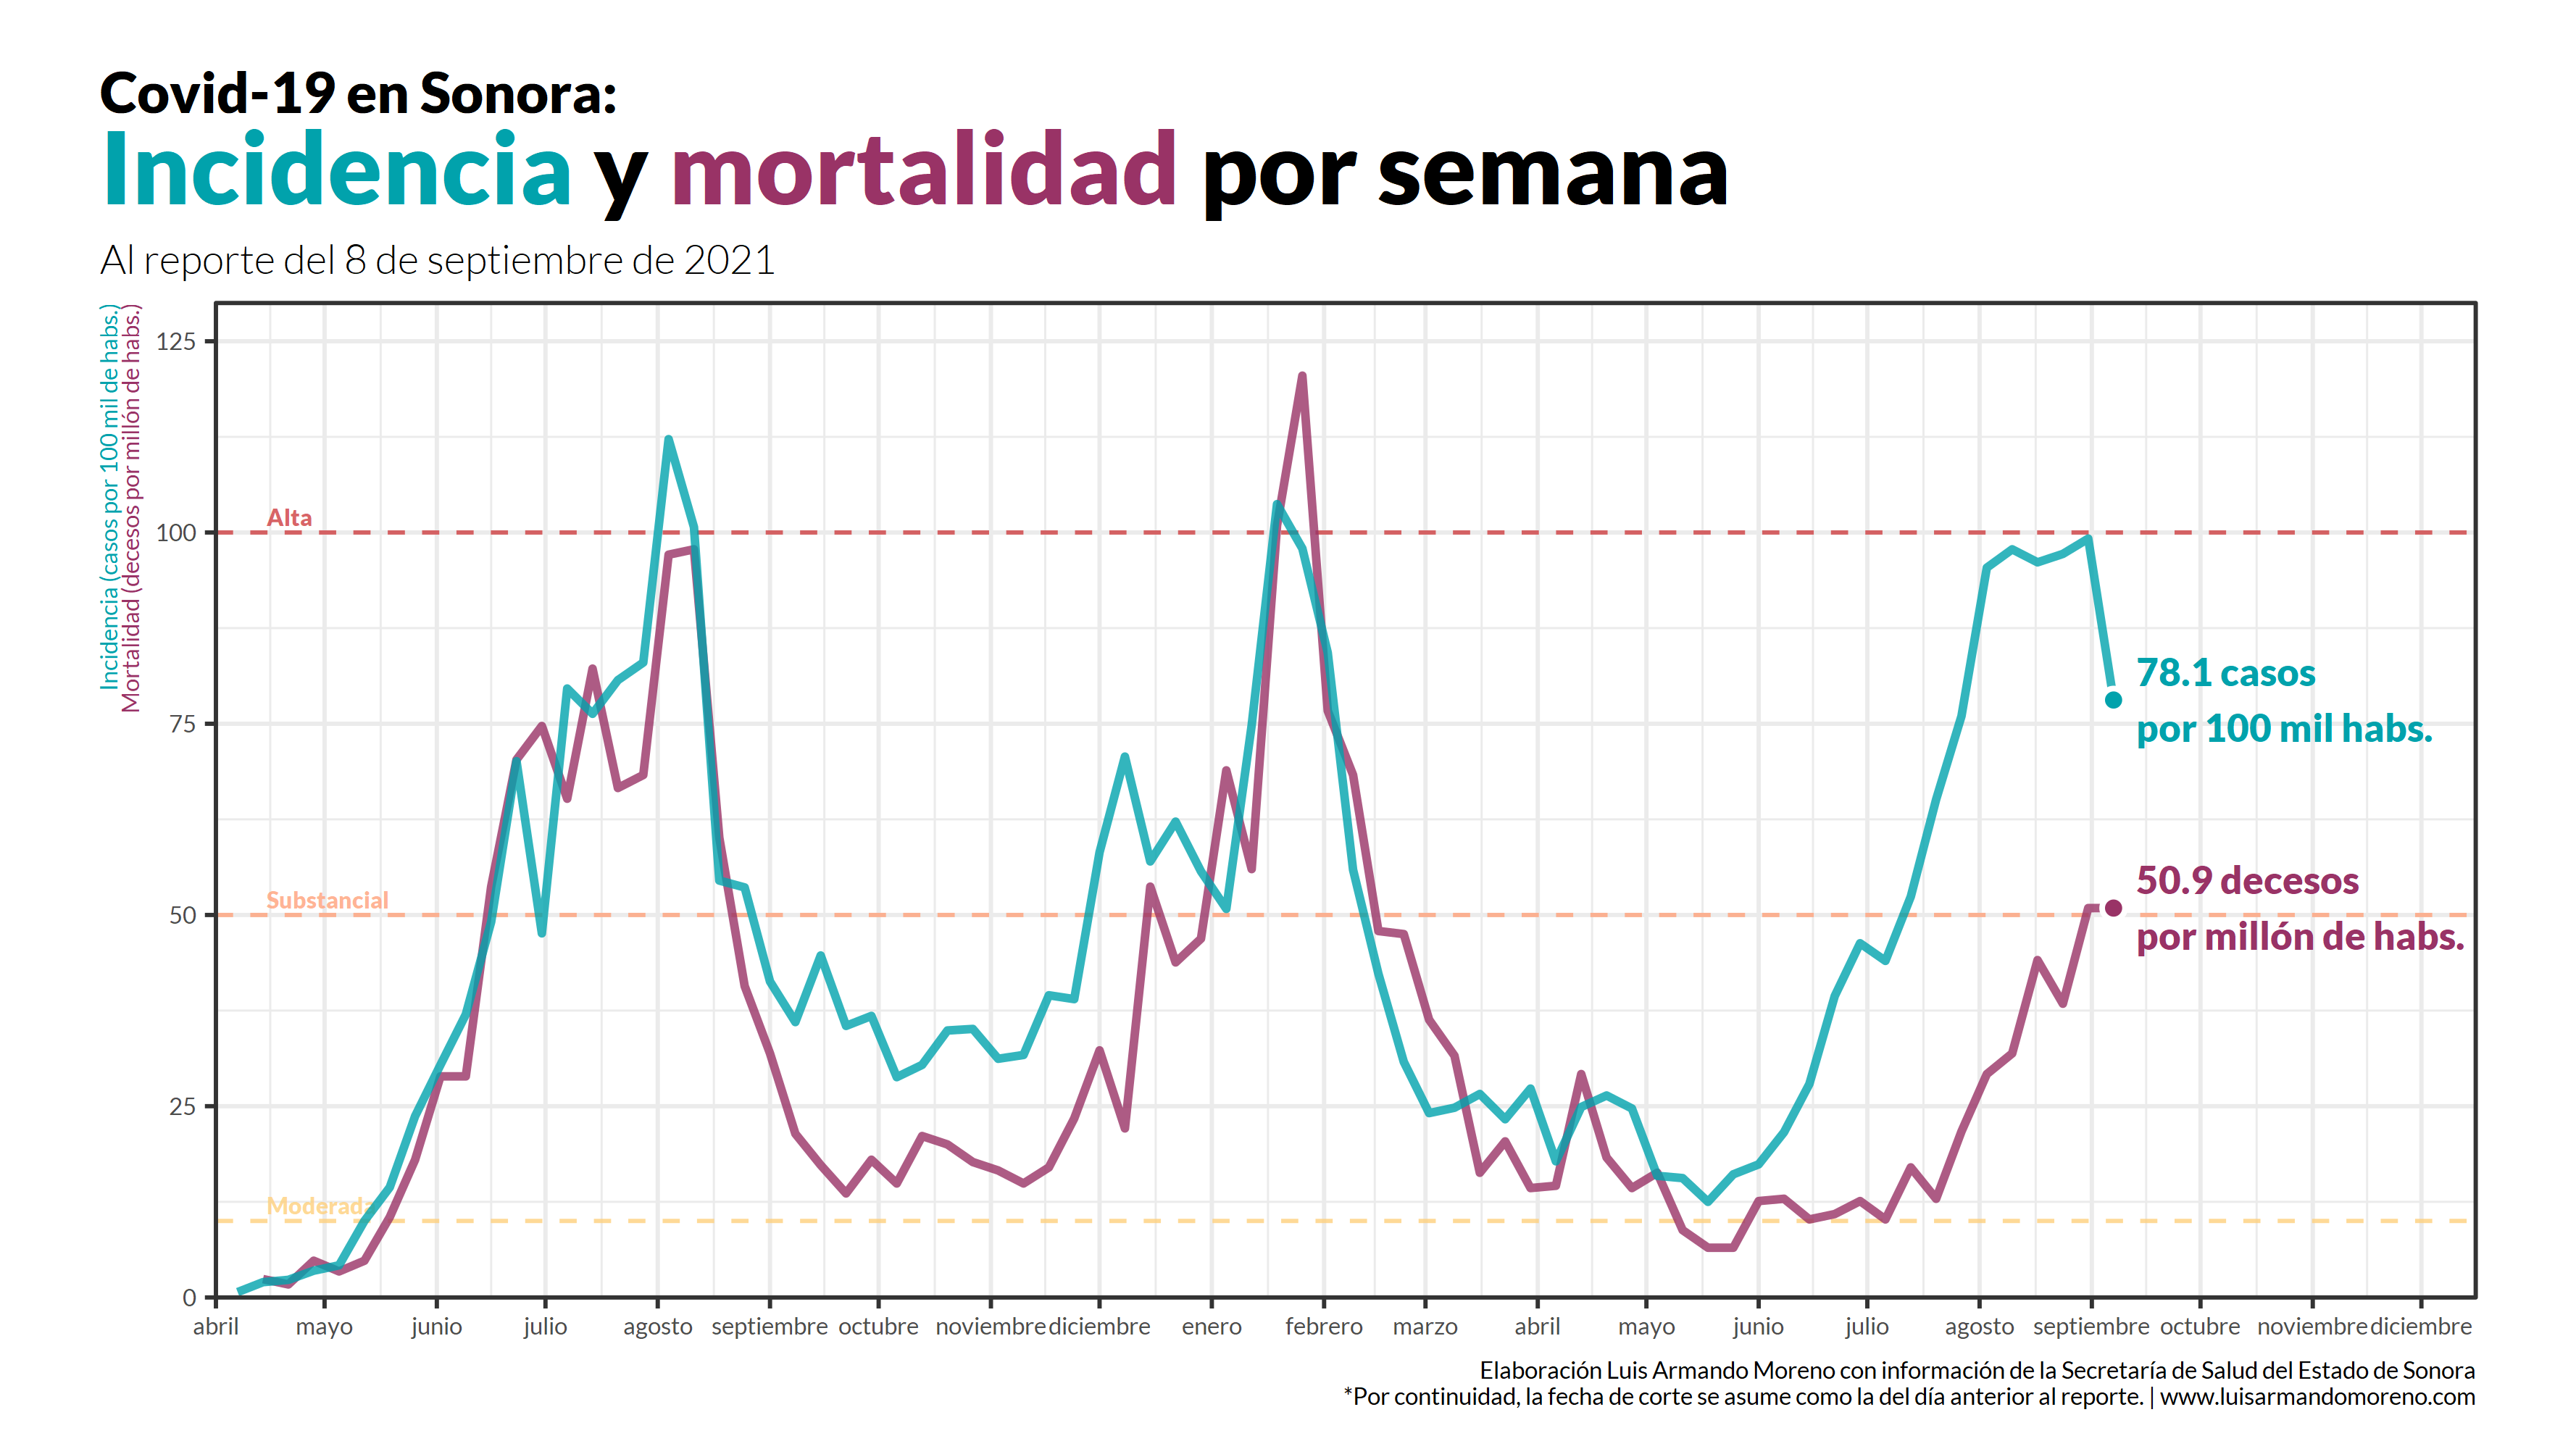 Covid-19 en Sonora:
Incidencia y mortalidad por semana
Al reporte del 8 de septiembre de 2021
Incidencia (casos por 100 mil de habs.)
Mortalidad (decesos por millón de habs.)
125
100
75
50
25
0
Alta
Substancial
Moderada
78.1 casos
por 100 mil habs.
50.9 decesos
por millón de habs.
abril mayo junio julio agosto septiembre octubre noviembre diciembre enero febrero marzo abril mayo junio julio agosto septiembre octubre noviembre diciembre
Elaboración Luis Armando Moreno con información de la Secretaría de Salud del Estado de Sonora
*Por continuidad, la fecha de corte se asume como la del día anterior al reporte. | www.luisarmandomoreno.com